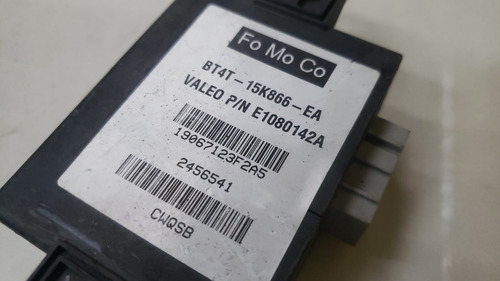 Fo Mo Co
BT4T-15K866-EA
VALEO P/N E1080142A
19067123F2A5
2456541
CWQSB